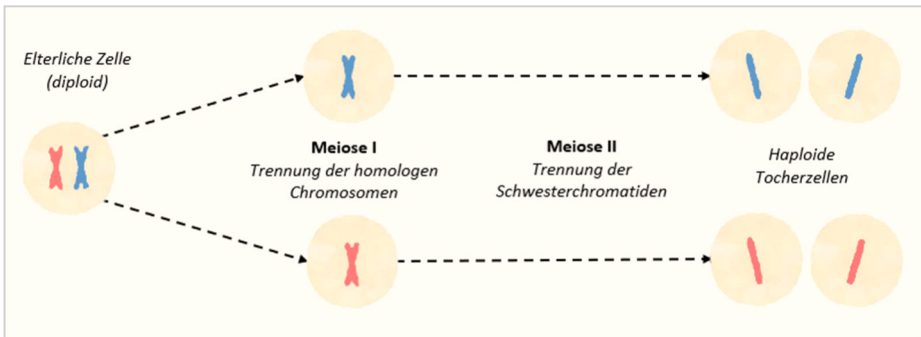 Elterliche Zelle
(diploid)
Meiose I
Trennung der homologen
Chromosomen
Meiose II
Trennung der
Schwesterchromatiden
Haploide
Tocherzellen